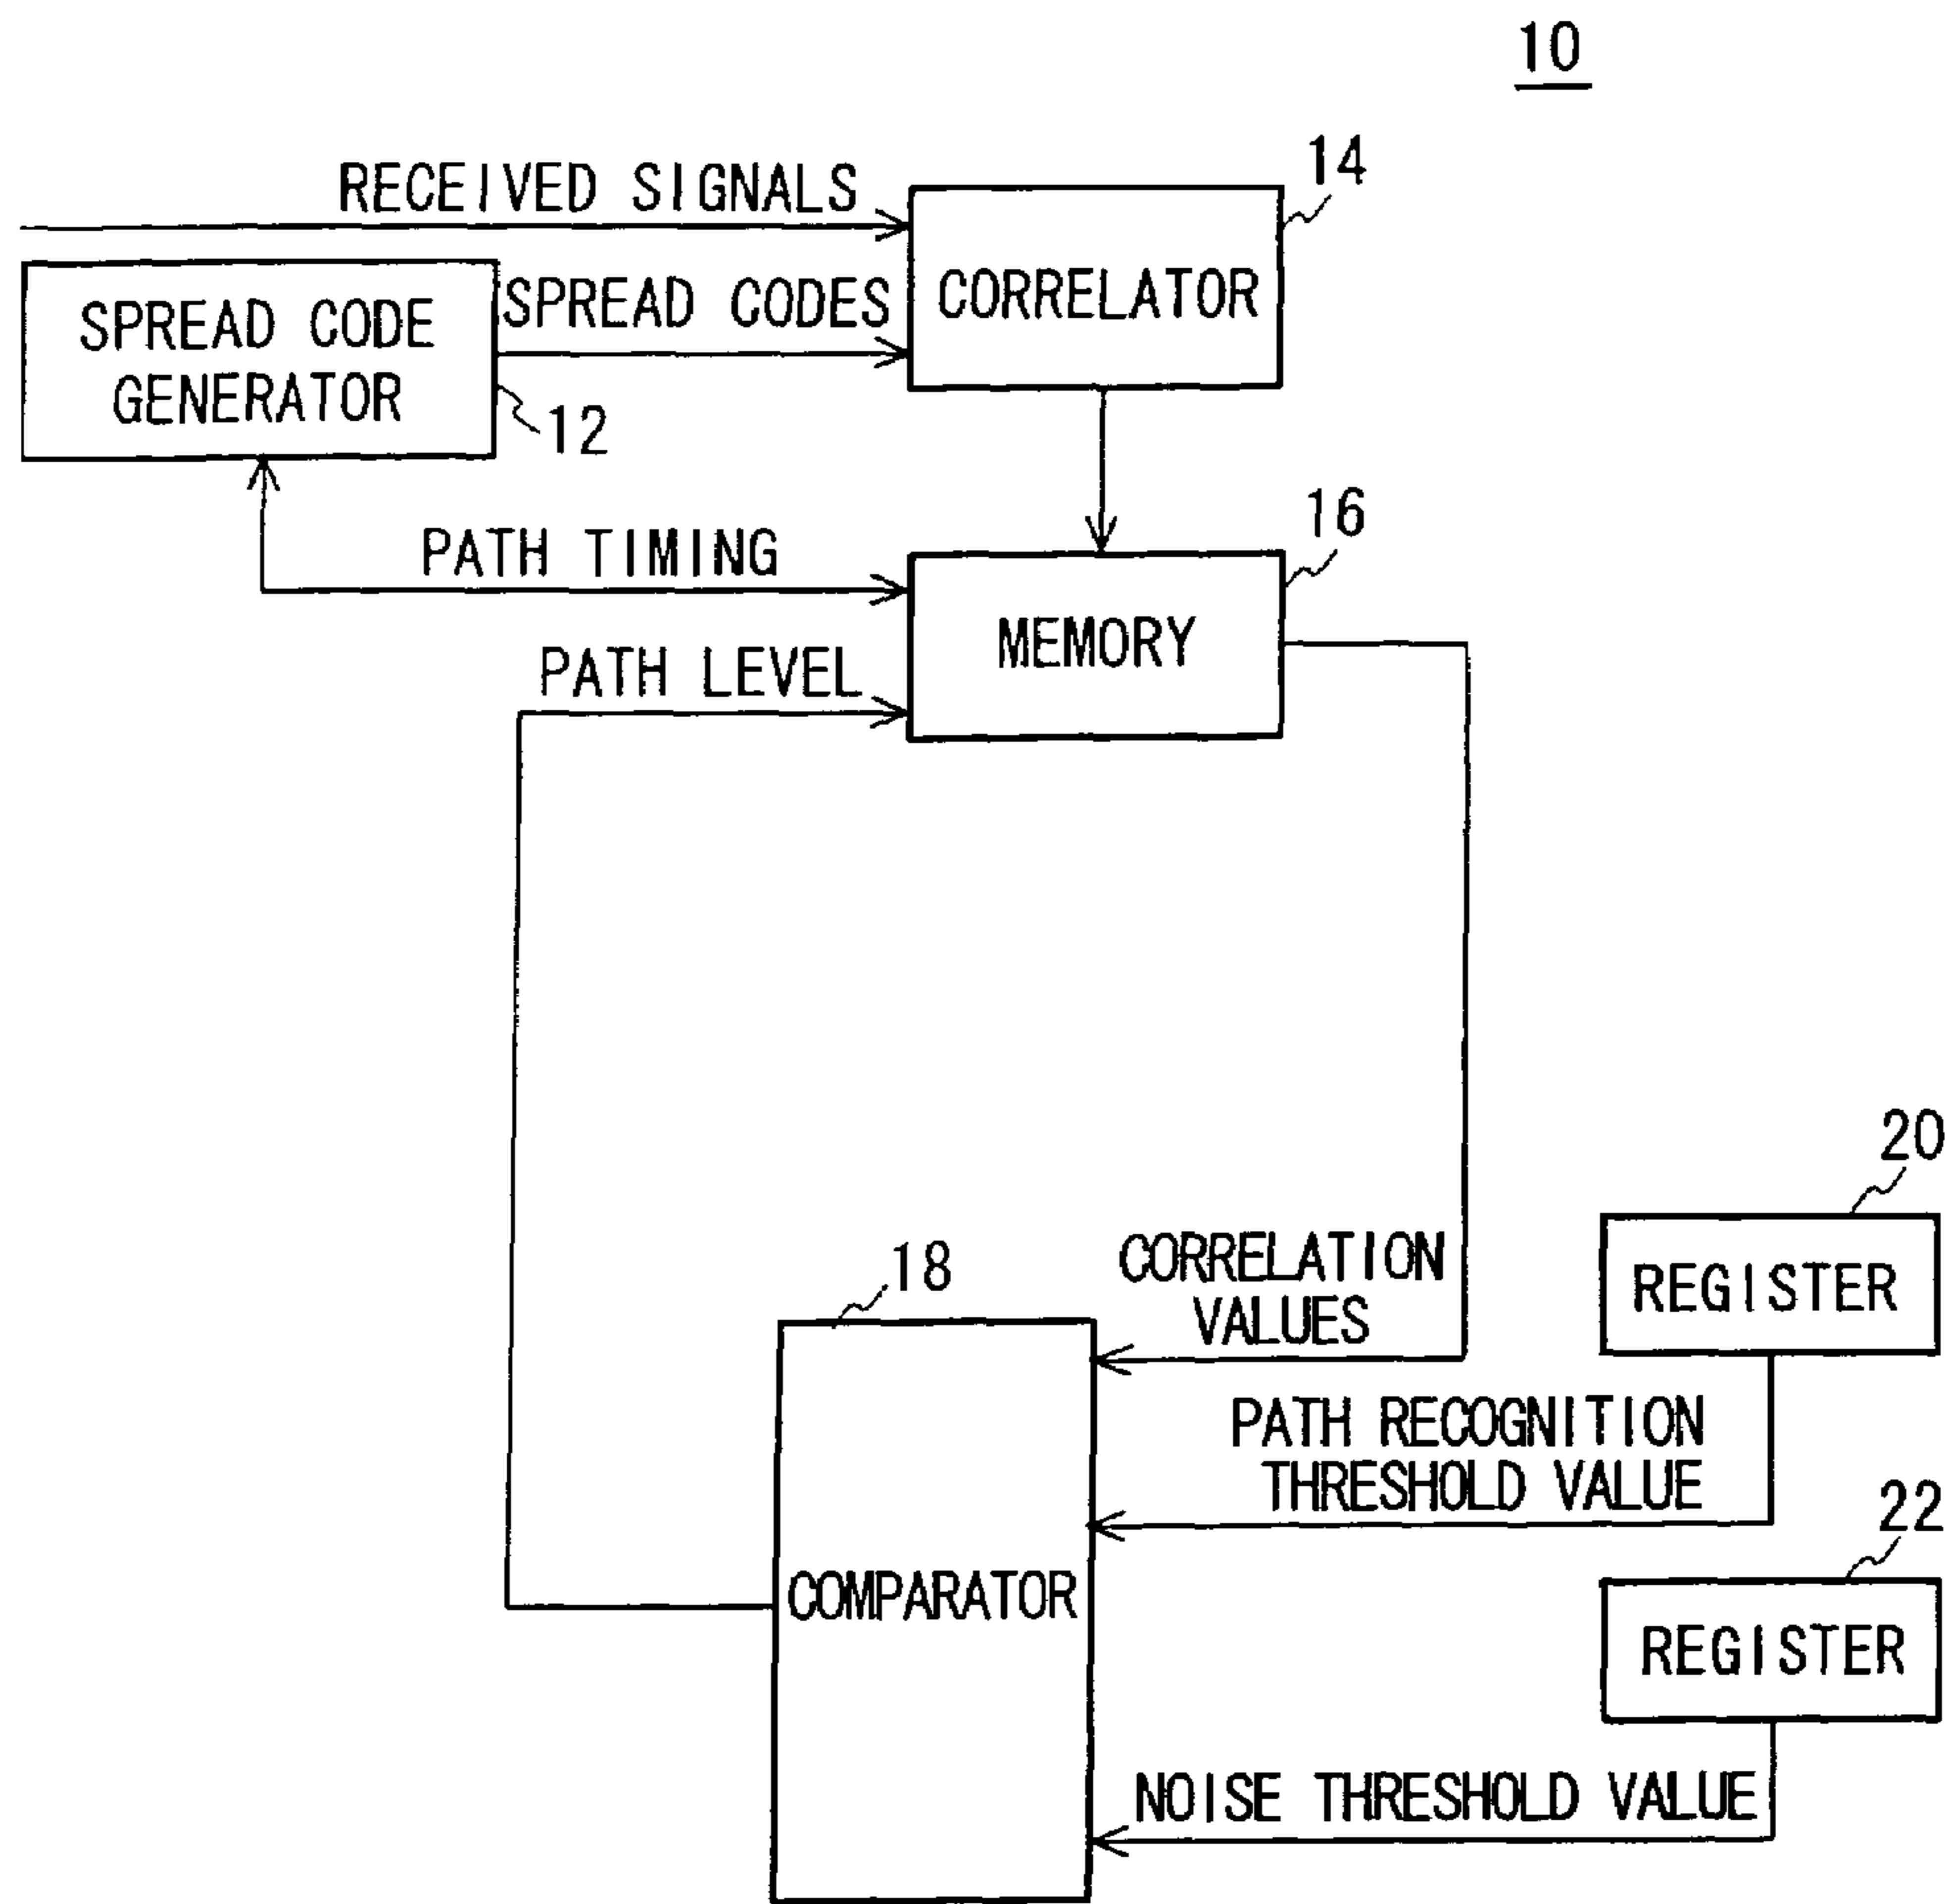 10
14
RECEIVED SIGNALS
CORRELATOR
SPREAD CODES
SPREAD CODE
GENERATOR
12
16
PATH TIMING
MEMORY
PATH LEVEL
20
18
CORRELATION
VALUES
REGISTER
PATH RECOGNITION
THRESHOLD VALUE
22
COMPARATOR
REGISTER
NOISE THRESHOLD VALUE